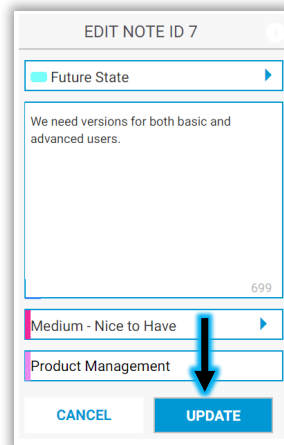 EDIT NOTE ID 7
Future State
We need versions for both basic and
advanced users.
699
Medium - Nice to Have
Product Management
CANCEL UPDATE